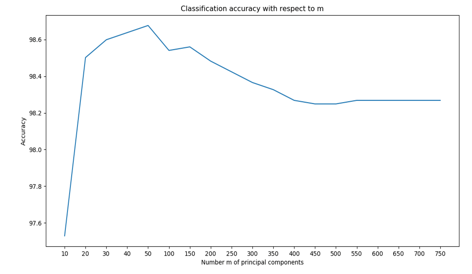 Classification accuracy with respect to m
98.6
98.4
98.2
98.0
97.8
97.6
Accuracy
10 20 30 40 50 100 150 200 250 300 350 400 450 500 550 600 650 700 750
Number m of principal components